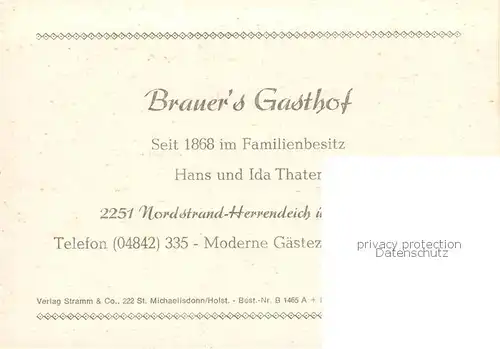 Brauer's Gasthof
Seit 1868 im Familienbesitz
Hans und Ida Thaten
2251 Nordstrand-Herrendeich
Telefon (04842) 335 - Moderne
privacy protection
Datenschutz
Verlag Stramm & Co., 222 St. Michaelisdonn/Holst. - Best.-Nr. B 1465 A +